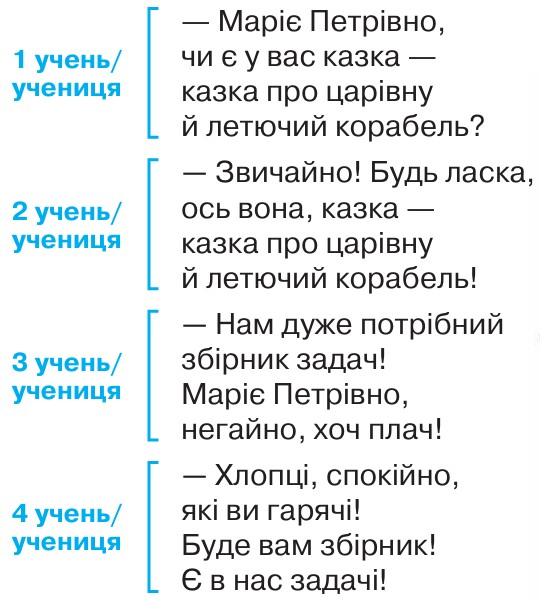 1 учень/
учениця
— Маріє Петрівно,
чи є у вас казка —
казка про царівну
й летючий корабель?
2 учень/
учениця
— Звичайно! Будь ласка,
ось вона, казка —
казка про царівну
й летючий корабель!
3 учень/
учениця
— Нам дуже потрібний
збірник задач!
Маріє Петрівно,
негайно, хоч плач!
4 учень/
учениця
— Хлопці, спокійно,
які ви гарячі!
Буде вам збірник!
Є в нас задачі!